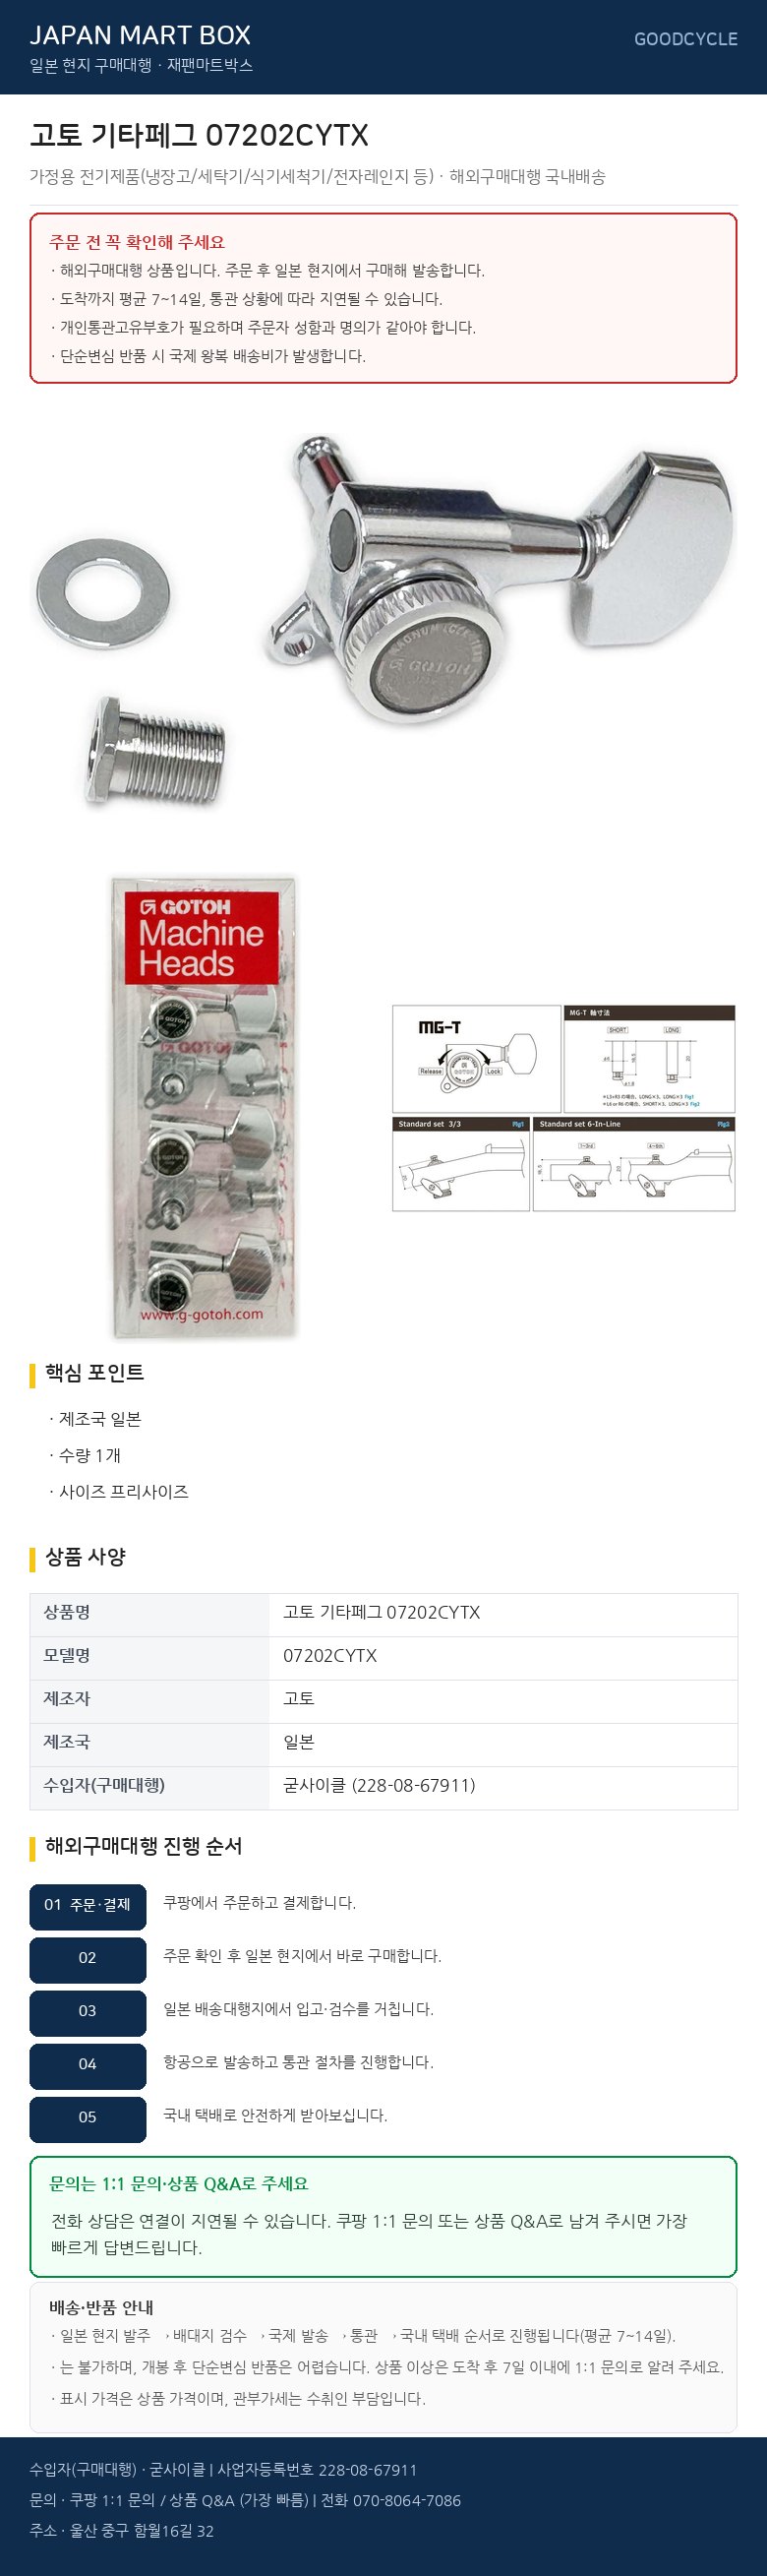 JAPAN MART BOX
일본 현지 구매대행 · 재팬마트박스
GOODCYCLE
고토 기타페그 07202CYTX
가정용 전기제품(냉장고/세탁기/식기세척기/전자레인지 등) · 해외구매대행 국내배송
주문 전 꼭 확인해 주세요
· 해외구매대행 상품입니다. 주문 후 일본 현지에서 구매해 발송합니다.
· 도착까지 평균 7~14일, 통관 상황에 따라 지연될 수 있습니다.
· 개인통관고유부호가 필요하며 주문자 성함과 명의가 같아야 합니다.
· 단순변심 반품 시 국제 왕복 배송비가 발생합니다.
GOTOH
GOTOH
Machine
Heads
www.g-gotoh.com
MG-T
Release
Lock
MG-T 軸寸法
SHORT
LONG
Standard set 3/3
Fig1
Standard set 6-In-Line
핵심 포인트
· 제조국 일본
· 수량 1개
· 사이즈 프리사이즈
상품 사양
상품명 고토 기타페그 07202CYTX
모델명 07202CYTX
제조자 고토
제조국 일본
수입자(구매대행) 굳사이클 (228-08-67911)
해외구매대행 진행 순서
01 주문·결제 쿠팡에서 주문하고 결제합니다.
02 주문 확인 후 일본 현지에서 바로 구매합니다.
03 일본 배송대행지에서 입고·검수를 거칩니다.
04 항공으로 발송하고 통관 절차를 진행합니다.
05 국내 택배로 안전하게 받아보십니다.
문의는 1:1 문의·상품 Q&A로 주세요
전화 상담은 연결이 지연될 수 있습니다. 쿠팡 1:1 문의 또는 상품 Q&A로 남겨 주시면 가장
빠르게 답변드립니다.
배송·반품 안내
· 일본 현지 발주 › 배대지 검수 › 국제 발송 › 통관 › 국내 택배 순서로 진행됩니다(평균 7~14일).
· 는 불가하며, 개봉 후 단순변심 반품은 어렵습니다. 상품 이상은 도착 후 7일 이내에 1:1 문의로 알려 주세요.
· 표시 가격은 상품 가격이며, 관부가세는 수취인 부담입니다.
수입자(구매대행) · 굳사이클 | 사업자등록번호 228-08-67911
문의 · 쿠팡 1:1 문의 / 상품 Q&A (가장 빠름) | 전화 070-8064-7086
주소 · 울산 중구 함월16길 32